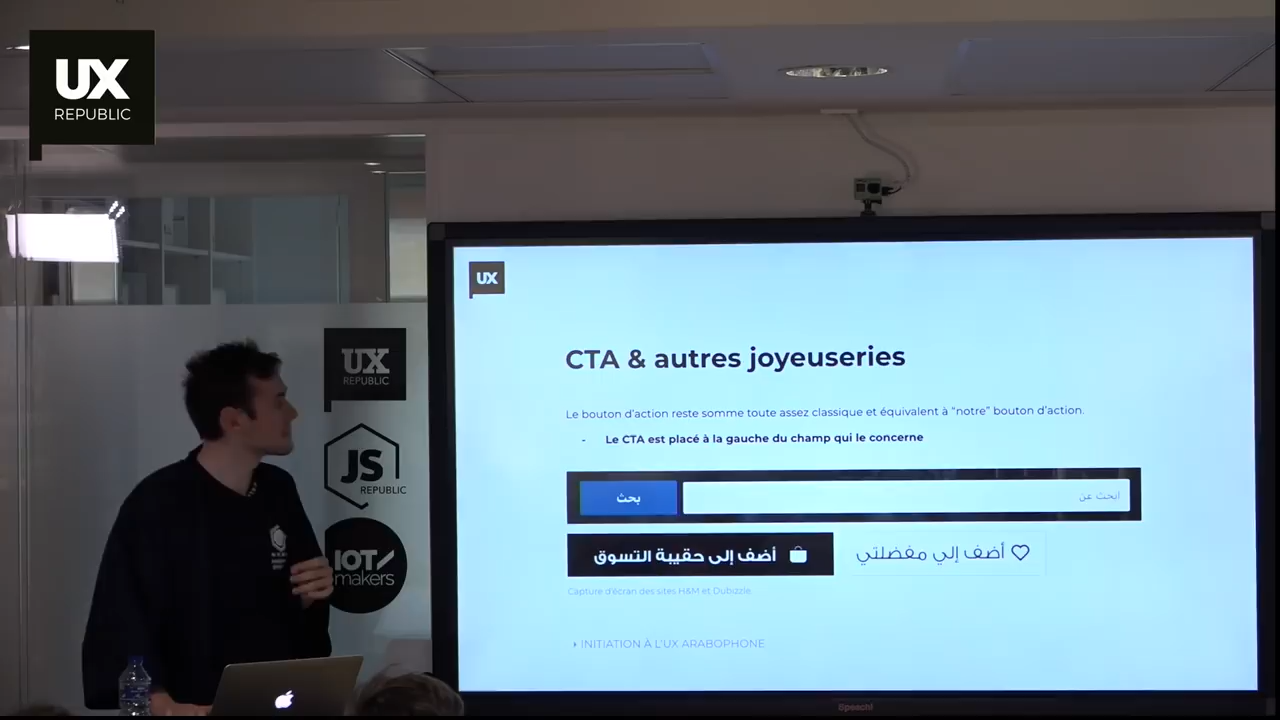 UX
REPUBLIC
UX
REPUBLIC
JS
REPUBLIC
IOT/
makers
UX
CTA & autres joyeuseries
Le bouton d'action reste somme toute assez classique et équivalent à "notre" bouton d'action.
- Le CTA est placé à la gauche du champ qui le concerne
بحث
ابحث عن
أضف إلى حقيبة التسوق
أضف إلي مفضلتي
Capture d'écran des sites H&M et Dubizzle.
INITIATION À L'UX ARABOPHONE
Speechi